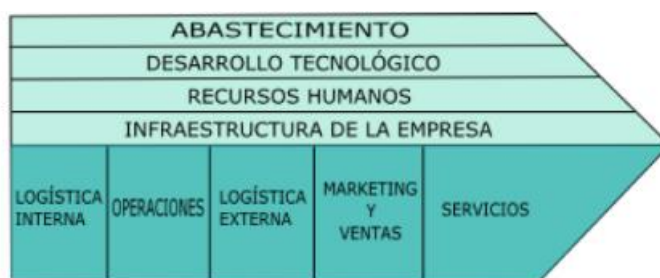 ABASTECIMIENTO
DESARROLLO TECNOLÓGICO
RECURSOS HUMANOS
INFRAESTRUCTURA DE LA EMPRESA
LOGÍSTICA
INTERNA
OPERACIONES
LOGÍSTICA
EXTERNA
MARKETING
Y
VENTAS
SERVICIOS